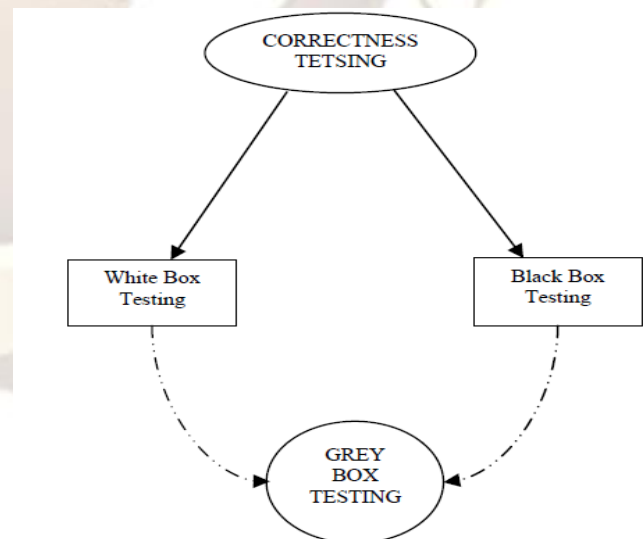 CORRECTNESS
TETSING
White Box
Testing
Black Box
Testing
GREY
BOX
TESTING